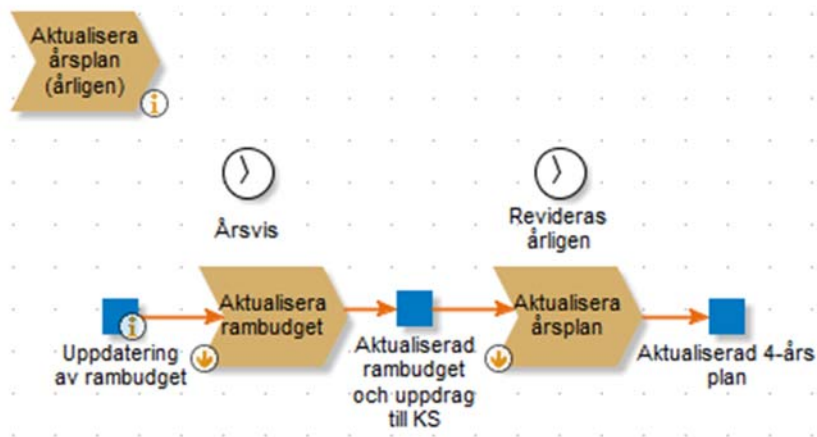 Aktualisera
årsplan
(årligen)
Årsvis
Revideras
årligen
Uppdatering
av rambudget
Aktualisera
rambudget
Aktualiserad
rambudget
och uppdrag
till KS
Aktualisera
årsplan
Aktualiserad 4-års
plan